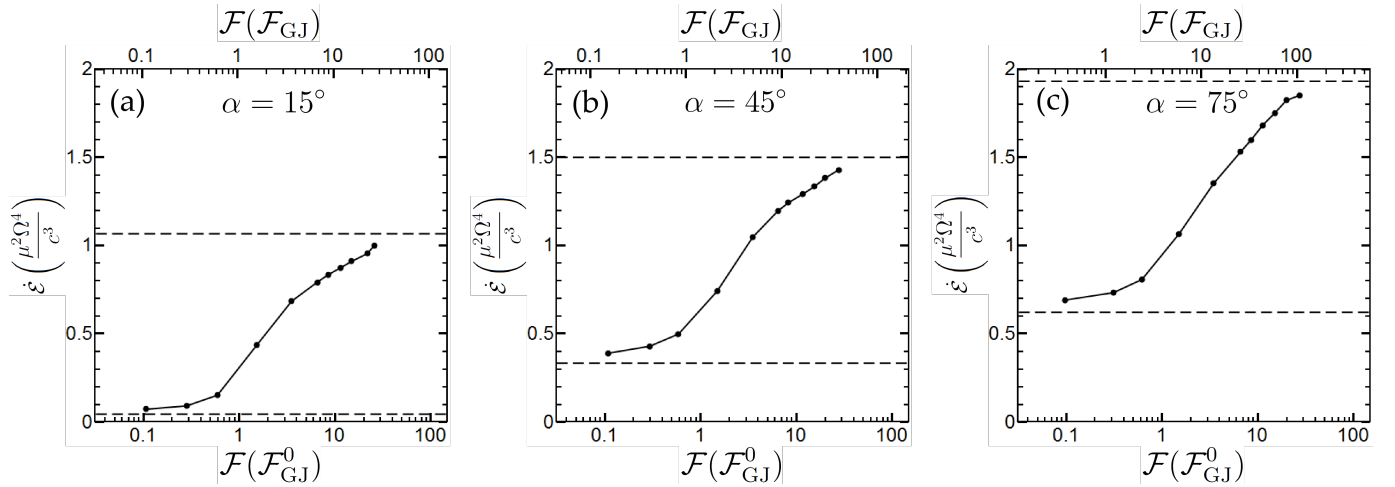 F(F_GJ) F(F_GJ) F(F_GJ)
0.1 1 10 100 0.1 1 10 100 1 10 100
2 2 2
(a) α = 15° (b) α = 45° (c) α = 75°
1.5 1.5 1.5
Ė (μ²Ω⁴/c³) Ė (μ²Ω⁴/c³) Ė (μ²Ω⁴/c³)
1 1 1
0.5 0.5 0.5
0 0 0
0.1 1 10 100 0.1 1 10 100 0.1 1 10 100
F(F⁰_GJ) F(F⁰_GJ) F(F⁰_GJ)